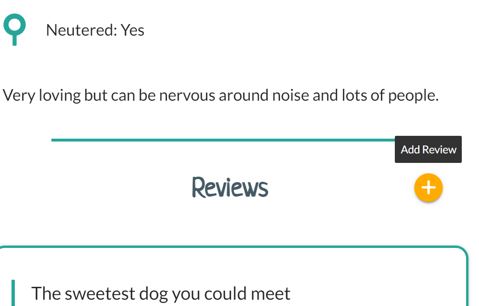 Neutered: Yes
Very loving but can be nervous around noise and lots of people.
Add Review
Reviews
The sweetest dog you could meet